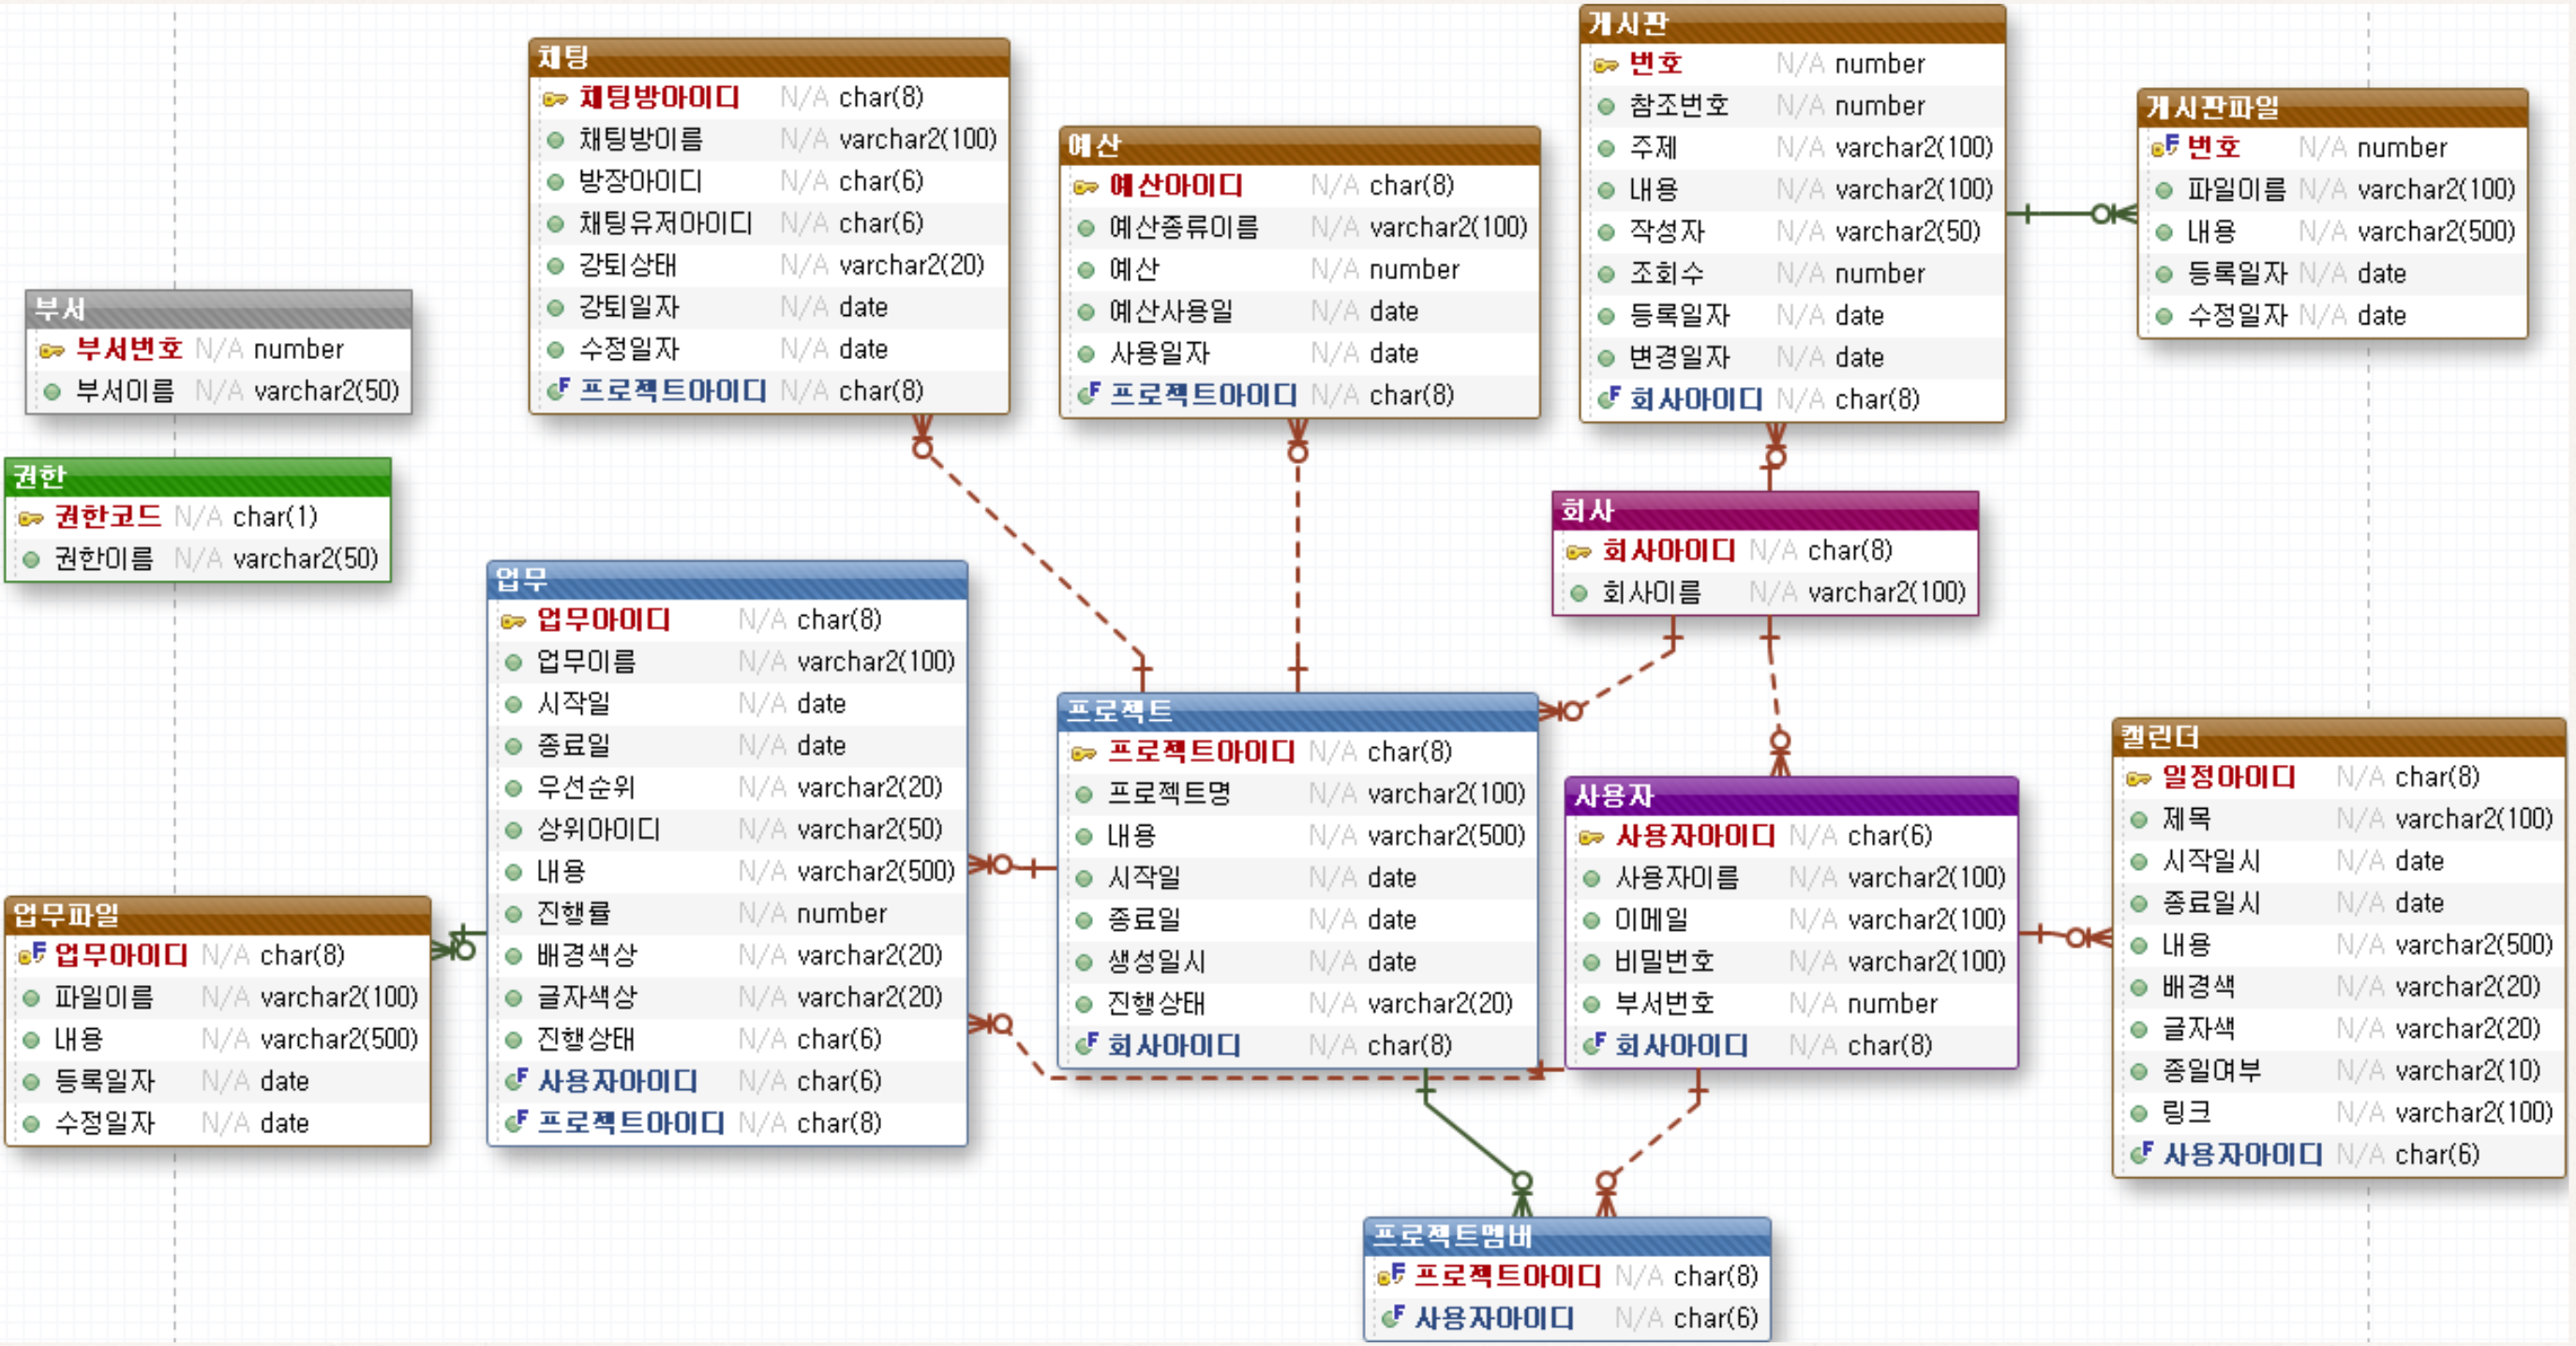 채팅
채팅방아이디 N/A char(8)
채팅방이름 N/A varchar2(100)
방장아이디 N/A char(6)
채팅유저아이디 N/A char(6)
강퇴상태 N/A varchar2(20)
강퇴일자 N/A date
수정일자 N/A date
프로젝트아이디 N/A char(8)
예산
예산아이디 N/A char(8)
예산종류이름 N/A varchar2(100)
예산 N/A number
예산사용일 N/A date
사용일자 N/A date
프로젝트아이디 N/A char(8)
게시판
번호 N/A number
참조번호 N/A number
주제 N/A varchar2(100)
내용 N/A varchar2(100)
작성자 N/A varchar2(50)
조회수 N/A number
등록일자 N/A date
변경일자 N/A date
회사아이디 N/A char(8)
게시판파일
번호 N/A number
파일이름 N/A varchar2(100)
내용 N/A varchar2(500)
등록일자 N/A date
수정일자 N/A date
부서
부서번호 N/A number
부서이름 N/A varchar2(50)
권한
권한코드 N/A char(1)
권한이름 N/A varchar2(50)
회사
회사아이디 N/A char(8)
회사이름 N/A varchar2(100)
업무
업무아이디 N/A char(8)
업무이름 N/A varchar2(100)
시작일 N/A date
종료일 N/A date
우선순위 N/A varchar2(20)
상위아이디 N/A varchar2(50)
내용 N/A varchar2(500)
진행률 N/A number
배경색상 N/A varchar2(20)
글자색상 N/A varchar2(20)
진행상태 N/A char(6)
사용자아이디 N/A char(6)
프로젝트아이디 N/A char(8)
프로젝트
프로젝트아이디 N/A char(8)
프로젝트명 N/A varchar2(100)
내용 N/A varchar2(500)
시작일 N/A date
종료일 N/A date
생성일시 N/A date
진행상태 N/A varchar2(20)
회사아이디 N/A char(8)
사용자
사용자아이디 N/A char(6)
사용자이름 N/A varchar2(100)
이메일 N/A varchar2(100)
비밀번호 N/A varchar2(100)
부서번호 N/A number
회사아이디 N/A char(8)
캘린더
일정아이디 N/A char(8)
제목 N/A varchar2(100)
시작일시 N/A date
종료일시 N/A date
내용 N/A varchar2(500)
배경색 N/A varchar2(20)
글자색 N/A varchar2(20)
종일여부 N/A varchar2(10)
링크 N/A varchar2(100)
사용자아이디 N/A char(6)
업무파일
업무아이디 N/A char(8)
파일이름 N/A varchar2(100)
내용 N/A varchar2(500)
등록일자 N/A date
수정일자 N/A date
프로젝트멤버
프로젝트아이디 N/A char(8)
사용자아이디 N/A char(6)